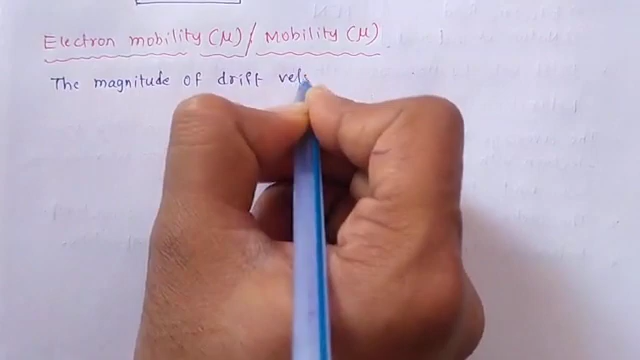 Electron mobility (μ) / Mobility (μ)
The magnitude of drift vel